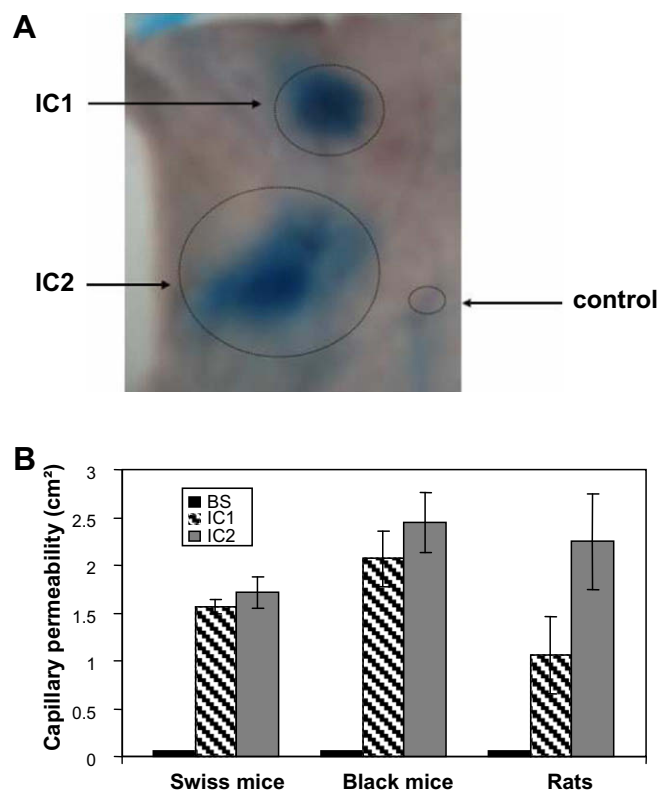 A
IC1
IC2
control
B
Capillary permeability (cm²)
3
2.5
2
1.5
1
0.5
0
BS
IC1
IC2
Swiss mice
Black mice
Rats